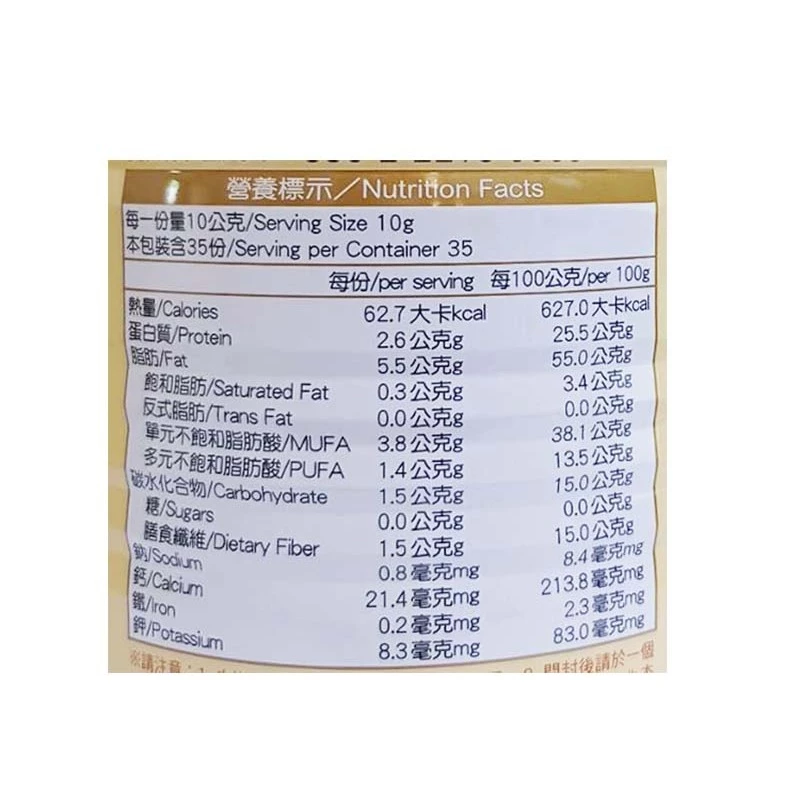 營養標示/Nutrition Facts
每一份量10公克/Serving Size 10g
本包裝含35份/Serving per Container 35
每份/per serving 每100公克/per 100g
熱量/Calories 62.7大卡kcal 627.0大卡kcal
蛋白質/Protein 2.6公克g 25.5公克g
脂肪/Fat 5.5公克g 55.0公克g
飽和脂肪/Saturated Fat 0.3公克g 3.4公克g
反式脂肪/Trans Fat 0.0公克g 0.0公克g
單元不飽和脂肪酸/MUFA 3.8公克g 38.1公克g
多元不飽和脂肪酸/PUFA 1.4公克g 13.5公克g
碳水化合物/Carbohydrate 1.5公克g 15.0公克g
糖/Sugars 0.0公克g 0.0公克g
膳食纖維/Dietary Fiber 1.5公克g 15.0公克g
鈉/Sodium 0.8毫克mg 8.4毫克mg
鈣/Calcium 21.4毫克mg 213.8毫克mg
鐵/Iron 0.2毫克mg 2.3毫克mg
鉀/Potassium 8.3毫克mg 83.0毫克mg
※請注意:1. 開封後請於一個